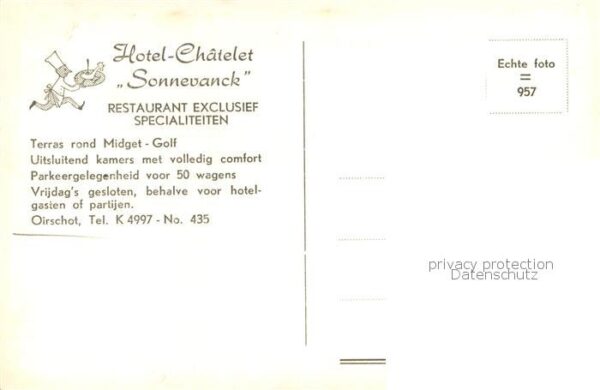 Hotel-Châtelet
„Sonnevanck”
RESTAURANT EXCLUSIEF
SPECIALITEITEN
Terras rond Midget - Golf
Uitsluitend kamers met volledig comfort
Parkeergelegenheid voor 50 wagens
Vrijdag's gesloten, behalve voor hotel-
gasten of partijen.
Oirschot, Tel. K 4997 - No. 435
Echte foto
=
957
privacy protection
Datenschutz